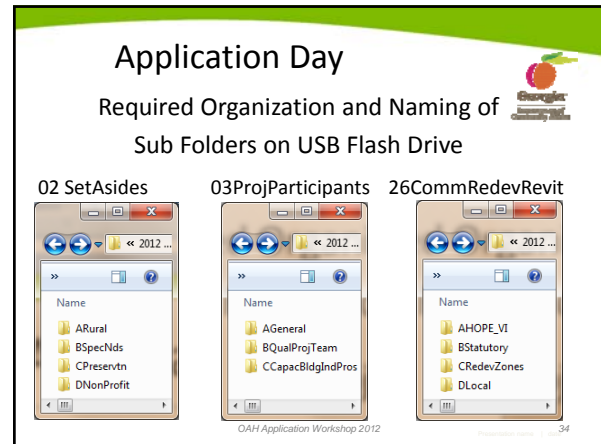 Application Day
Georgia
Required Organization and Naming of
Sub Folders on USB Flash Drive
02 SetAsides
03ProjParticipants
26CommRedevRevit
« 2012 ...
»
Name
ARural
BSpecNds
CPreservtn
DNonProfit
« 2012 ...
»
Name
AGeneral
BQualProjTeam
CCapacBldgIndPros
« 2012 ...
»
Name
AHOPE_VI
BStatutory
CRedevZones
DLocal
OAH Application Workshop 2012
34